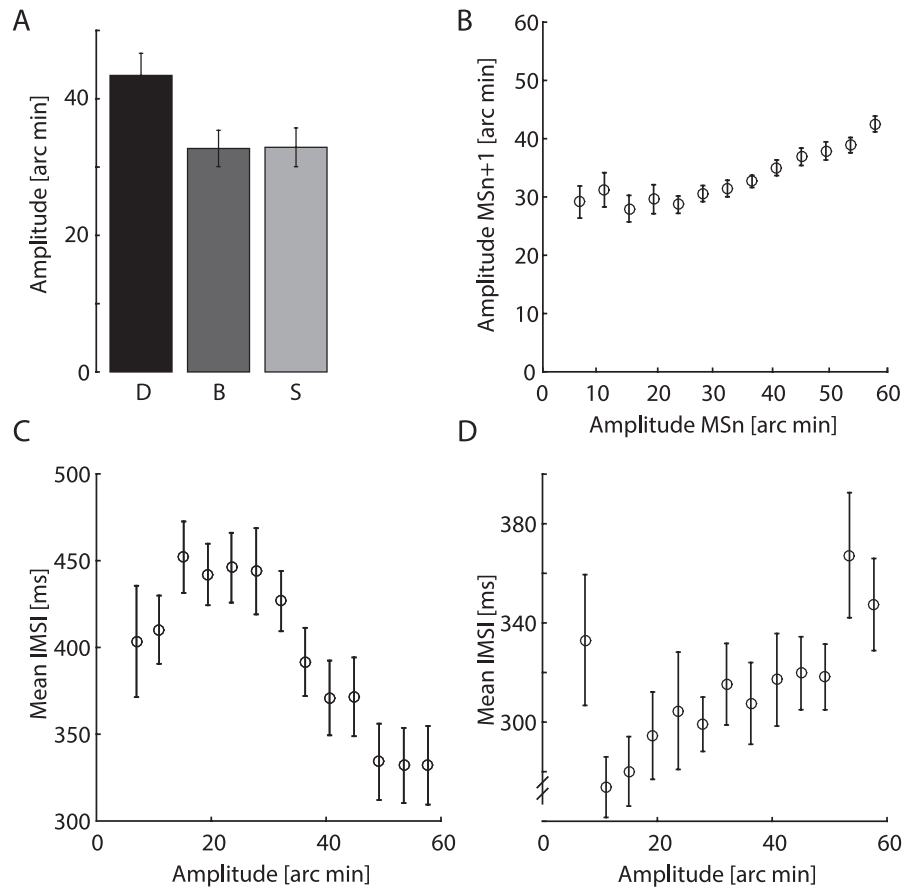 A
Amplitude [arc min]
40
20
0
D B S
B
Amplitude MSn+1 [arc min]
60
50
40
30
20
10
0
0 10 20 30 40 50 60
Amplitude MSn [arc min]
C
Mean IMSI [ms]
500
450
400
350
300
0 20 40 60
Amplitude [arc min]
D
Mean IMSI [ms]
380
340
300
0 20 40 60
Amplitude [arc min]